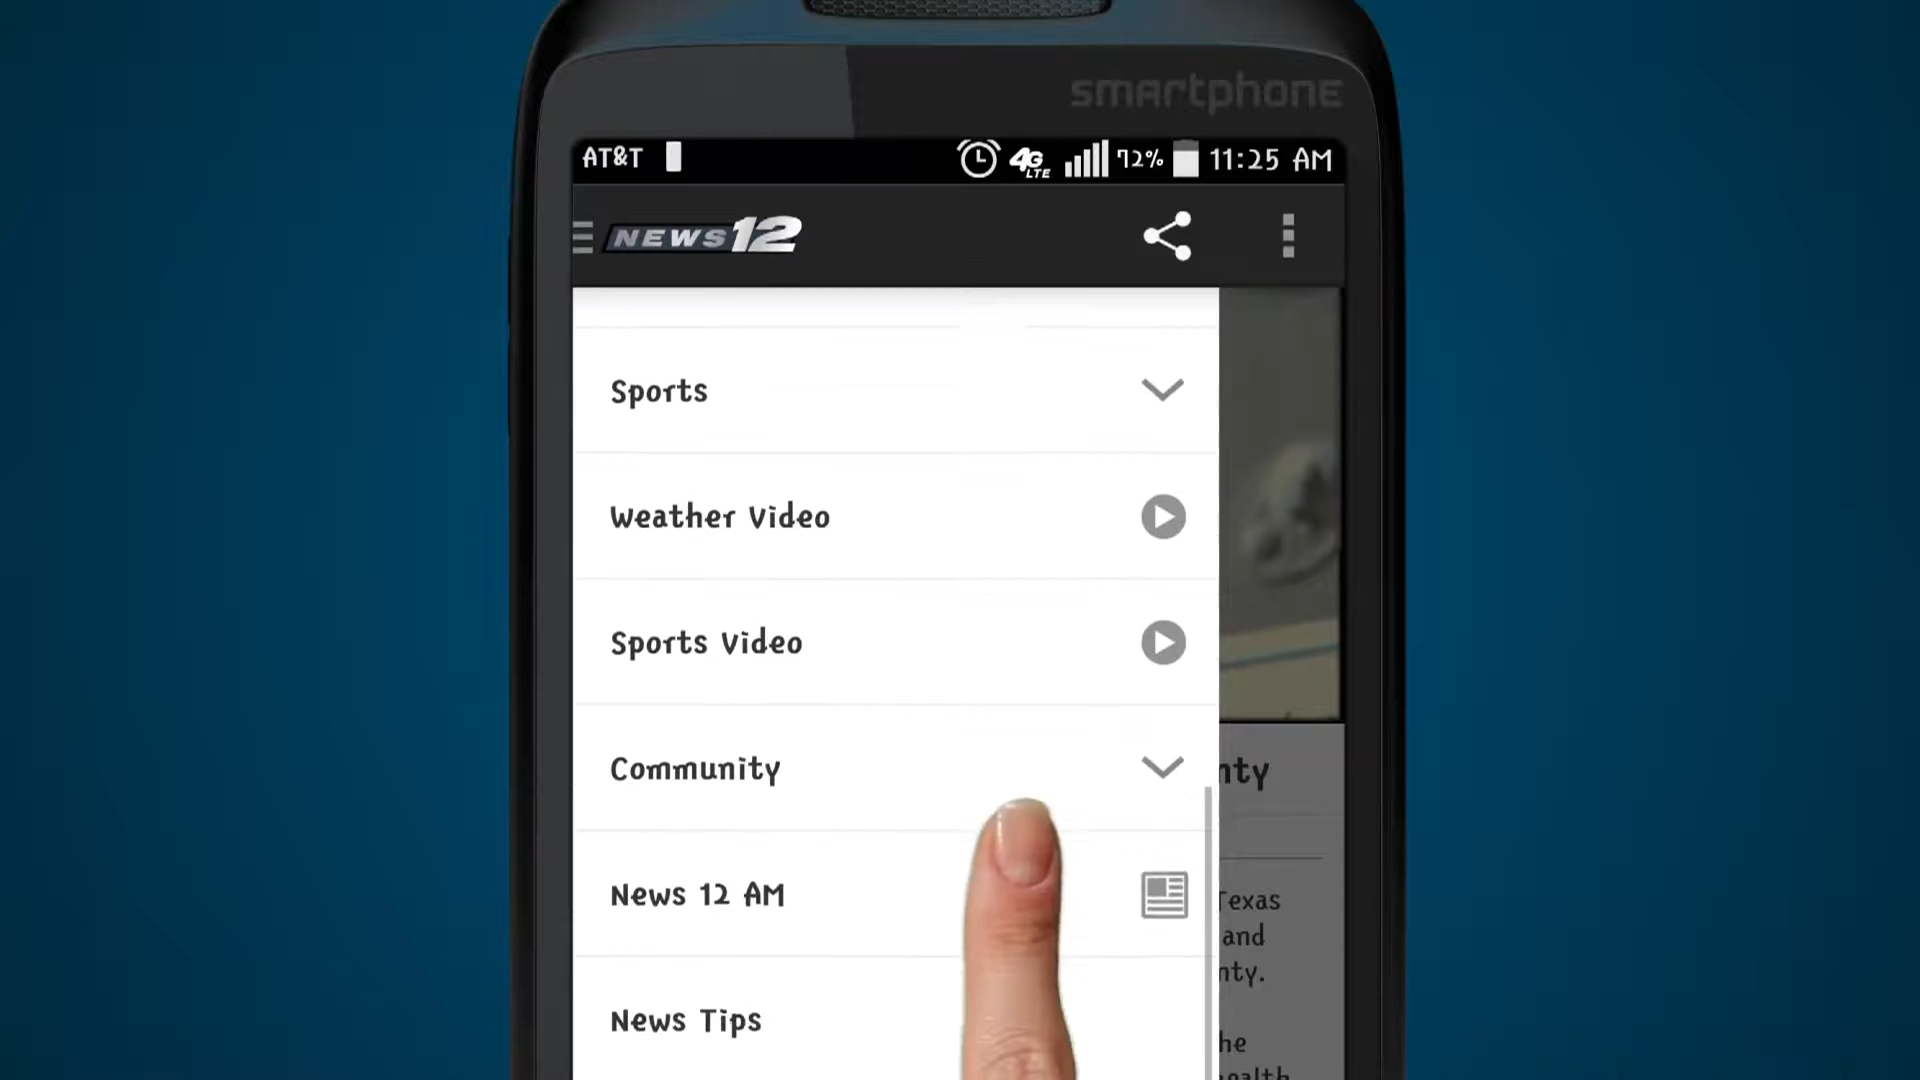 smartphone
AT&T
4G LTE 72% 11:25 AM
NEWS 12
Sports
Weather Video
Sports Video
Community
News 12 AM
News Tips
nty
Texas
and
nty.
he